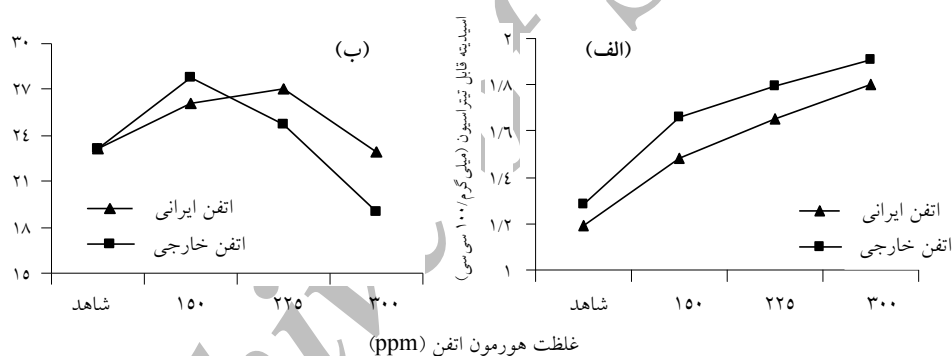 (الف)
اسیدیته قابل تیتراسیون (میلی گرم/۱۰۰ سی سی)
۲
۱/۸
۱/۶
۱/۴
۱/۲
۱
اتفن ایرانی
اتفن خارجی
شاهد
۱۵۰
۲۲۵
۳۰۰
(ب)
۳۰
۲۷
۲۴
۲۱
۱۸
۱۵
اتفن ایرانی
اتفن خارجی
شاهد
۱۵۰
۲۲۵
۳۰۰
غلظت هورمون اتفن (ppm)